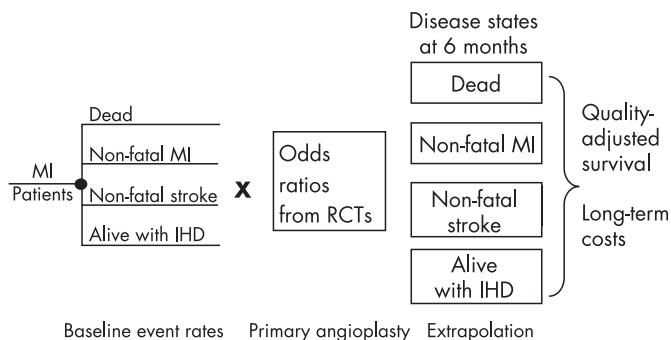 Disease states
at 6 months
Dead
Non-fatal MI
Non-fatal stroke
Alive with IHD
MI
Patients
x
Odds
ratios
from RCTs
Dead
Non-fatal MI
Non-fatal
stroke
Alive
with IHD
Quality-
adjusted
survival
Long-term
costs
Baseline event rates
Primary angioplasty
Extrapolation